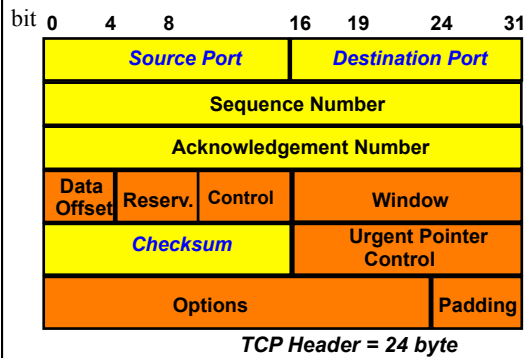 bit 0 4 8 16 19 24 31
Source Port Destination Port
Sequence Number
Acknowledgement Number
Data Offset Reserv. Control Window
Checksum Urgent Pointer Control
Options Padding
TCP Header = 24 byte